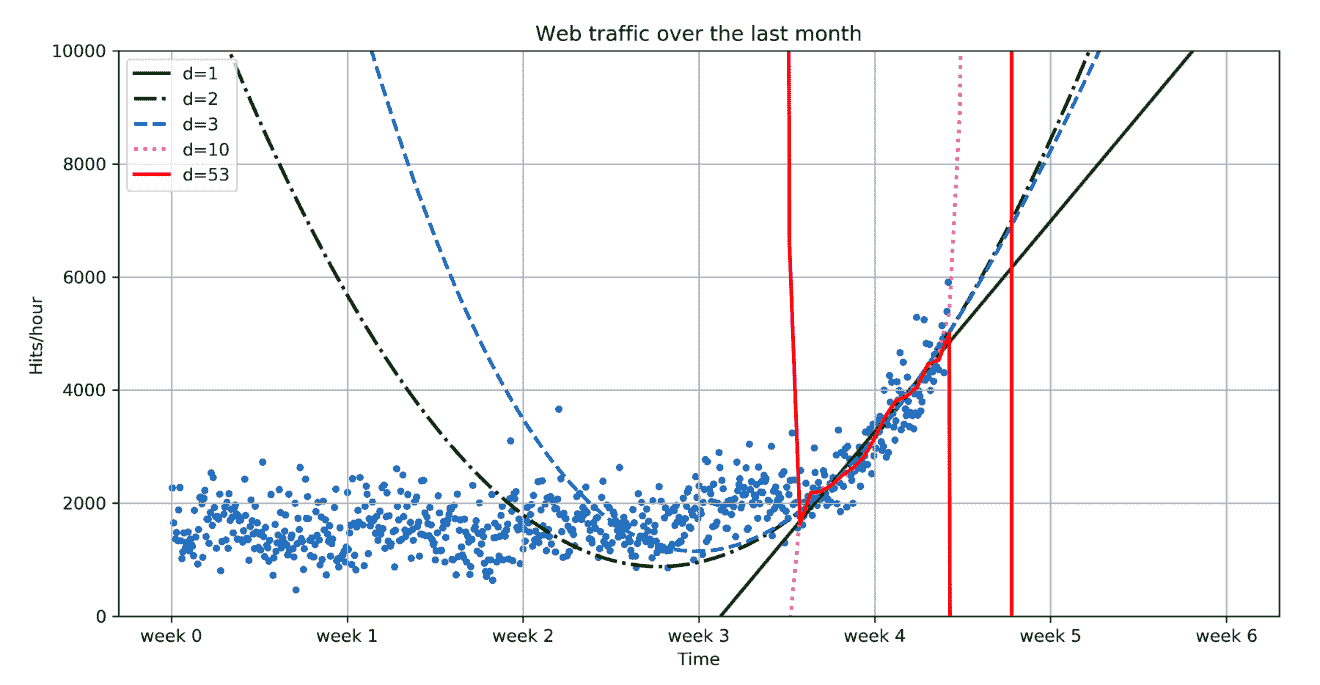 Web traffic over the last month
10000
8000
6000
4000
2000
0
Hits/hour
d=1
d=2
d=3
d=10
d=53
week 0 week 1 week 2 week 3 week 4 week 5 week 6
Time